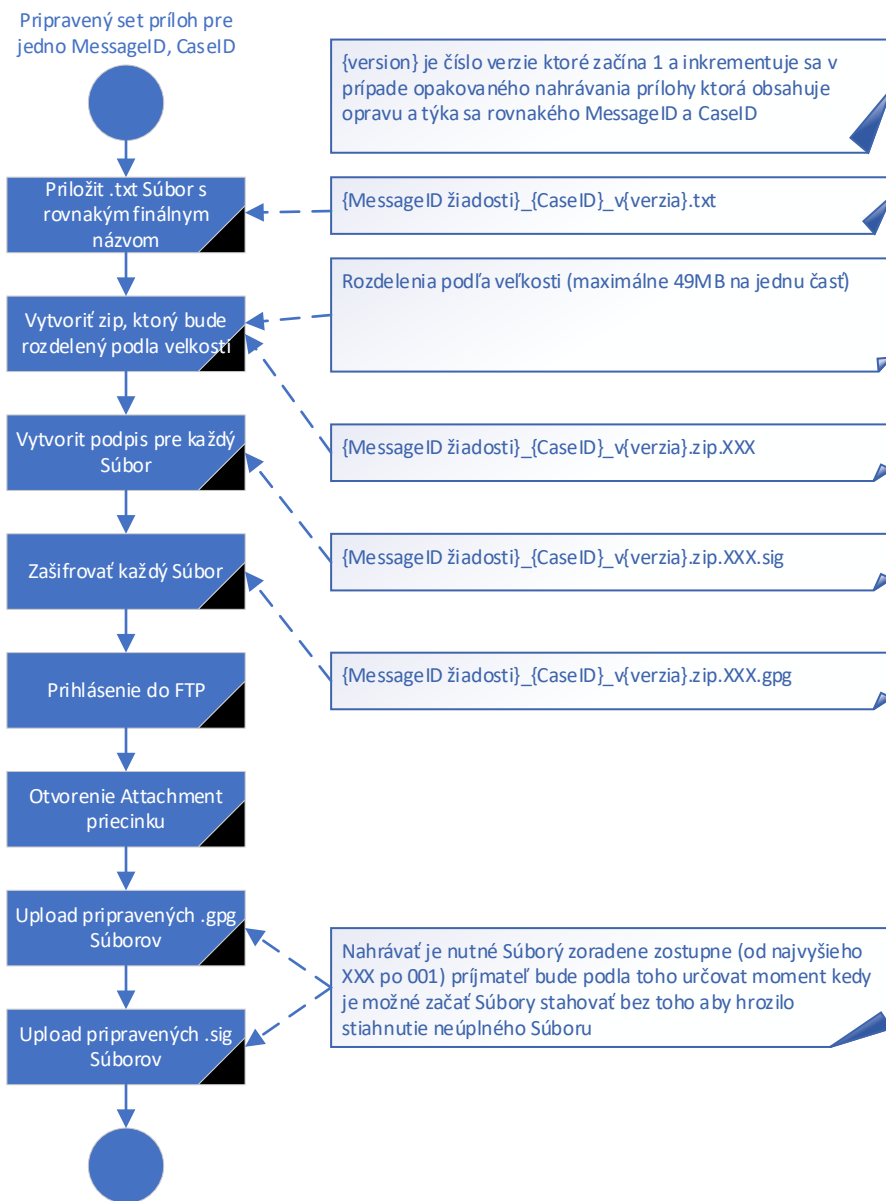 Pripravený set príloh pre
jedno MessageID, CaseID
{version} je číslo verzie ktoré začína 1 a inkrementuje sa v
prípade opakovaného nahrávania prílohy ktorá obsahuje
opravu a týka sa rovnakého MessageID a CaseID
Priložit .txt Súbor s
rovnakým finálnym
názvom
{MessageID žiadosti}_{CaseID}_v{verzia}.txt
Rozdelenia podľa veľkosti (maximálne 49MB na jednu časť)
Vytvoriť zip, ktorý bude
rozdelený podla velkosti
Vytvorit podpis pre každý
Súbor
{MessageID žiadosti}_{CaseID}_v{verzia}.zip.XXX
Zašifrovať každý Súbor
{MessageID žiadosti}_{CaseID}_v{verzia}.zip.XXX.sig
Prihlásenie do FTP
{MessageID žiadosti}_{CaseID}_v{verzia}.zip.XXX.gpg
Otvorenie Attachment
priecinku
Upload pripravených .gpg
Súborov
Nahrávať je nutné Súborý zoradene zostupne (od najvyšieho
XXX po 001) príjmateľ bude podla toho určovat moment kedy
je možné začať Súbory stahovať bez toho aby hrozilo
stiahnutie neúplného Súboru
Upload pripravených .sig
Súborov